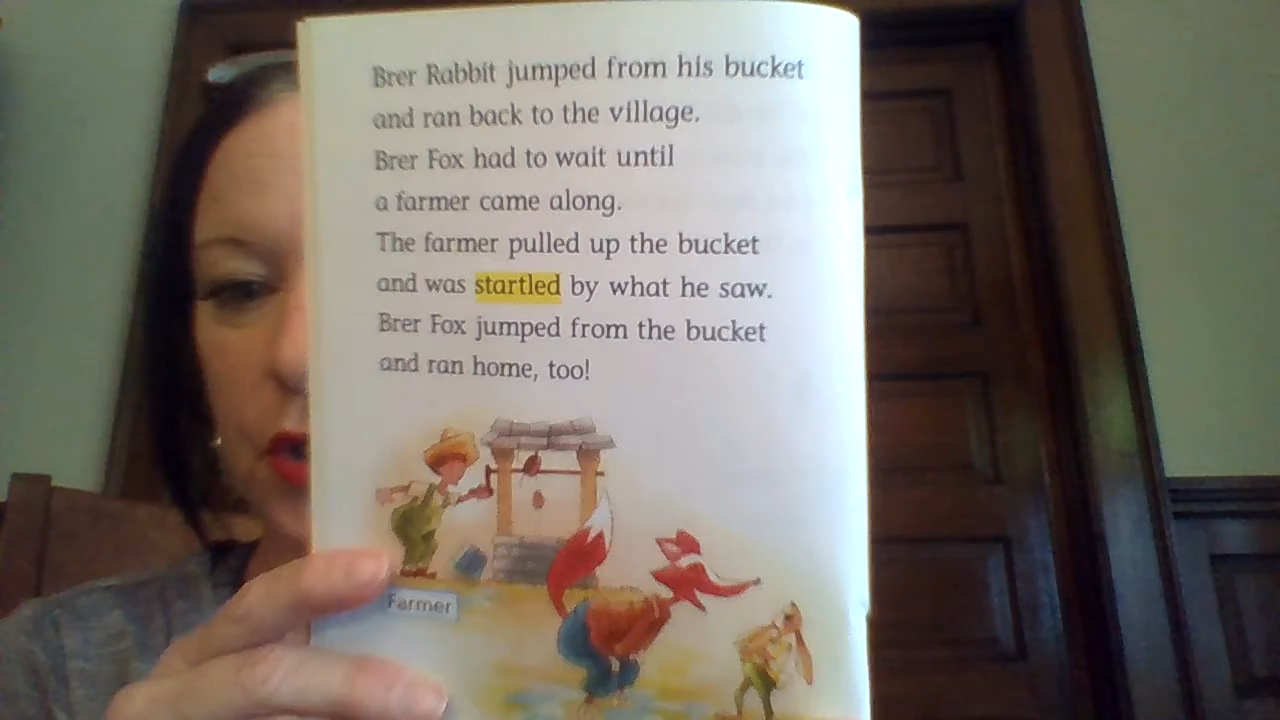 Brer Rabbit jumped from his bucket
and ran back to the village.
Brer Fox had to wait until
a farmer came along.
The farmer pulled up the bucket
and was startled by what he saw.
Brer Fox jumped from the bucket
and ran home, too!
Farmer